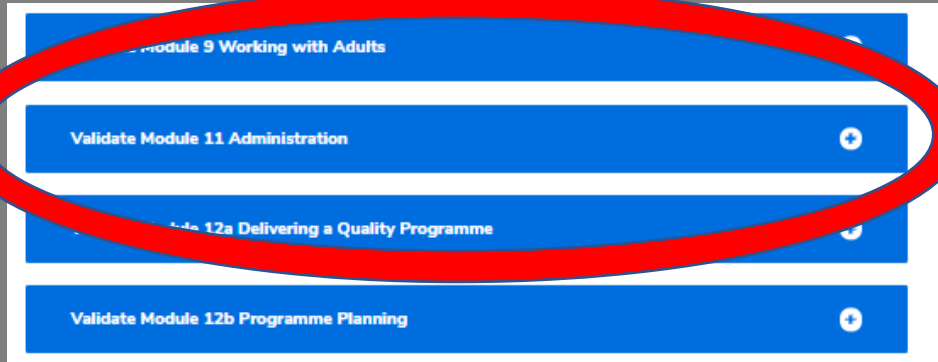 Module 9 Working with Adults
Validate Module 11 Administration
12a Delivering a Quality Programme
Validate Module 12b Programme Planning